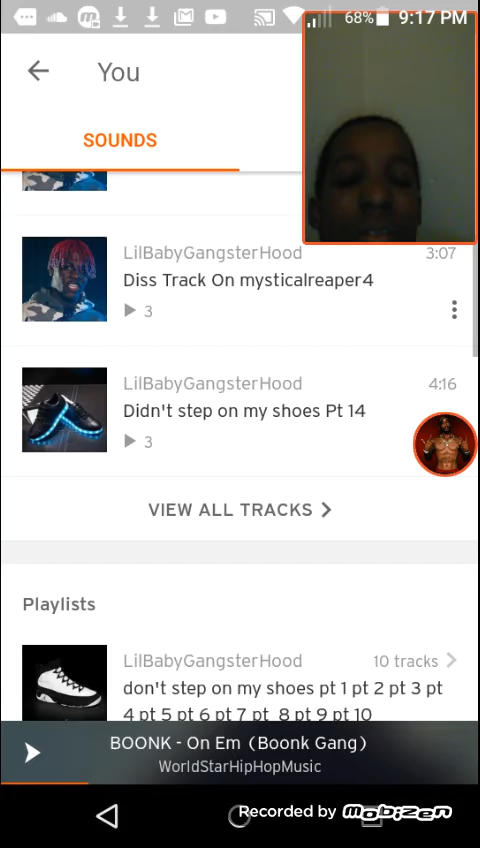 68% 9:17 PM
You
SOUNDS
LilBabyGangsterHood 3:07
Diss Track On mysticalreaper4
3
LilBabyGangsterHood 4:16
Didn't step on my shoes Pt 14
3
VIEW ALL TRACKS
Playlists
LilBabyGangsterHood 10 tracks
don't step on my shoes pt 1 pt 2 pt 3 pt
4 pt 5 pt 6 pt 7 pt 8 pt 9 pt 10
BOONK - On Em (Boonk Gang)
WorldStarHipHopMusic
Recorded by mobizen